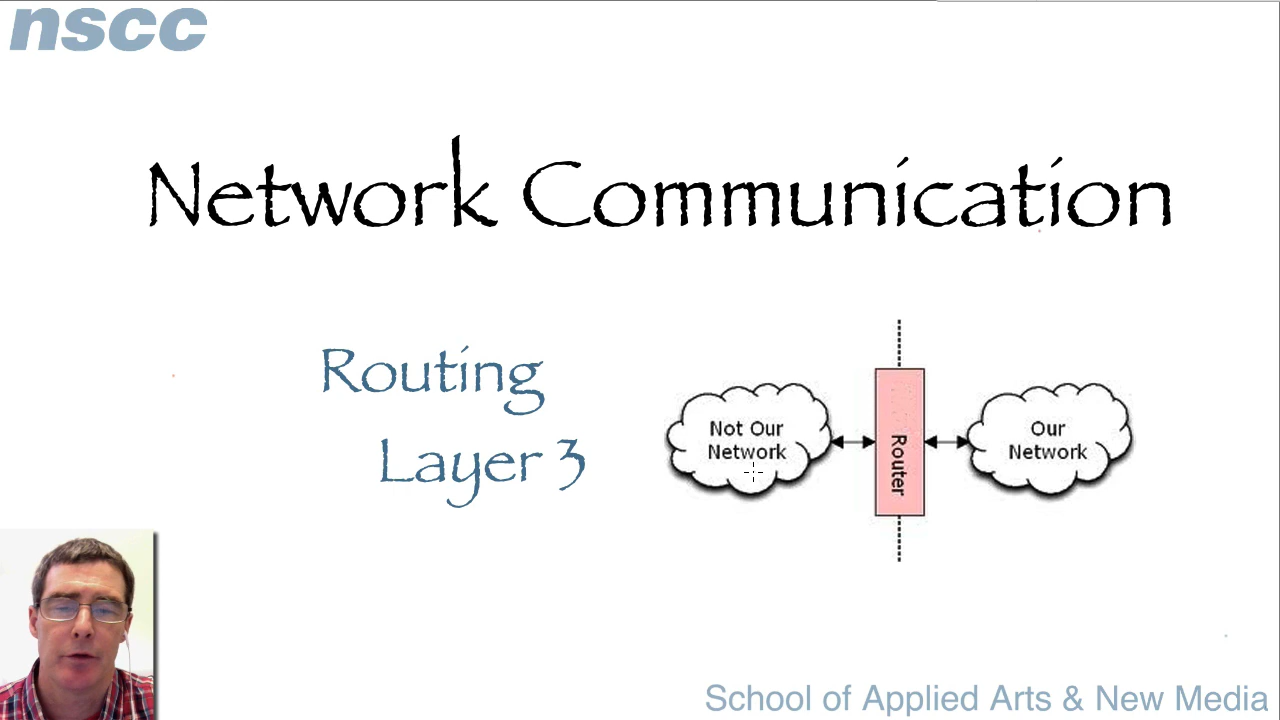 nscc
Network Communication
Routing
Layer 3
Not Our
Network
Router
Our
Network
School of Applied Arts & New Media